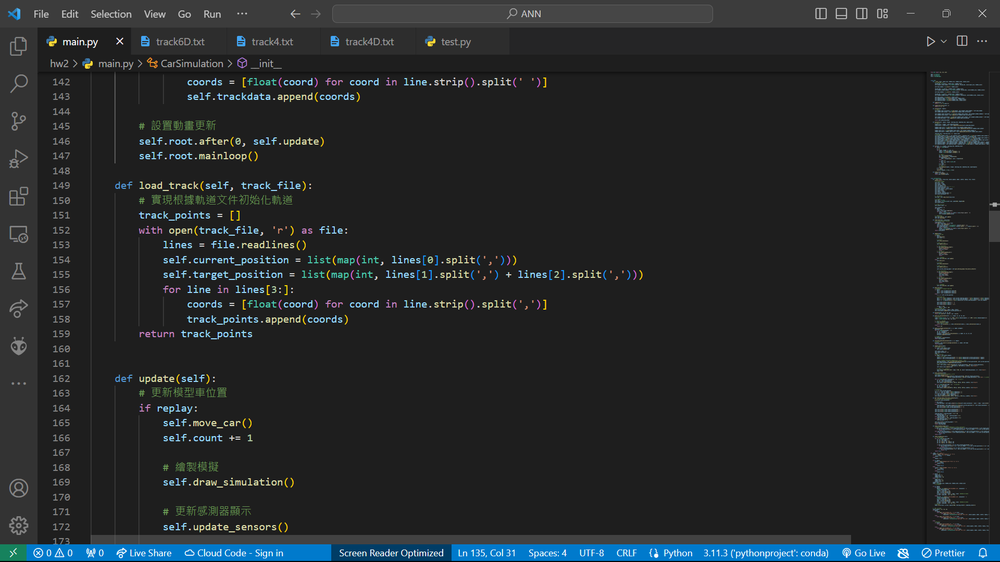 File Edit Selection View Go Run ··· ANN
main.py track6D.txt track4.txt track4D.txt test.py
hw2 > main.py > CarSimulation > __init__
142 coords = [float(coord) for coord in line.strip().split(' ')]
143 self.trackdata.append(coords)
144
145 # 設置動畫更新
146 self.root.after(0, self.update)
147 self.root.mainloop()
148
149 def load_track(self, track_file):
150 # 實現根據軌道文件初始化軌道
151 track_points = []
152 with open(track_file, 'r') as file:
153 lines = file.readlines()
154 self.current_position = list(map(int, lines[0].split(',')))
155 self.target_position = list(map(int, lines[1].split(',') + lines[2].split(',')))
156 for line in lines[3:]:
157 coords = [float(coord) for coord in line.strip().split(',')]
158 track_points.append(coords)
159 return track_points
160
161
162 def update(self):
163 # 更新模型車位置
164 if replay:
165 self.move_car()
166 self.count += 1
167
168 # 繪製模擬
169 self.draw_simulation()
170
171 # 更新感測器顯示
172 self.update_sensors()
173
0 0 0 Live Share Cloud Code - Sign in Screen Reader Optimized Ln 135, Col 31 Spaces: 4 UTF-8 CRLF Python 3.11.3 ('pythonproject': conda) Go Live Prettier